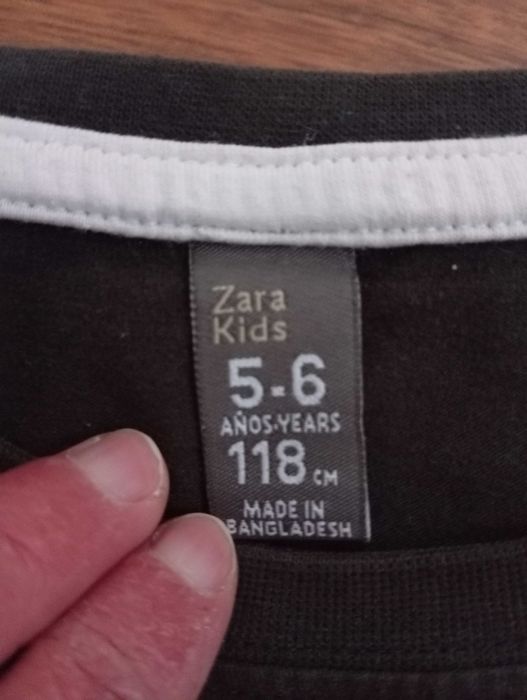 Zara
Kids
5-6
AÑOS-YEARS
118 CM
MADE IN
BANGLADESH